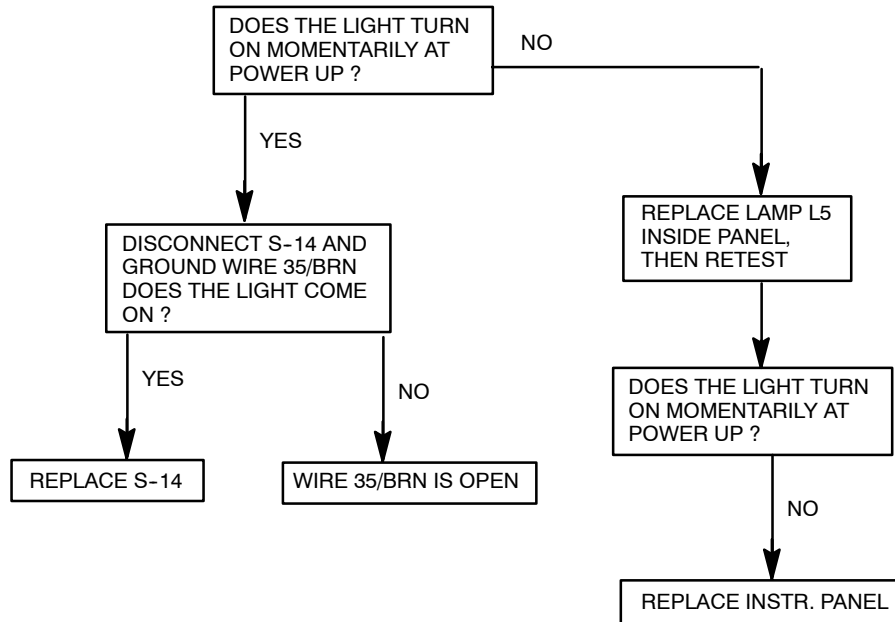 DOES THE LIGHT TURN
ON MOMENTARILY AT
POWER UP ?
NO
YES
DISCONNECT S-14 AND
GROUND WIRE 35/BRN
DOES THE LIGHT COME
ON ?
REPLACE LAMP L5
INSIDE PANEL,
THEN RETEST
YES
NO
DOES THE LIGHT TURN
ON MOMENTARILY AT
POWER UP ?
REPLACE S-14
WIRE 35/BRN IS OPEN
NO
REPLACE INSTR. PANEL